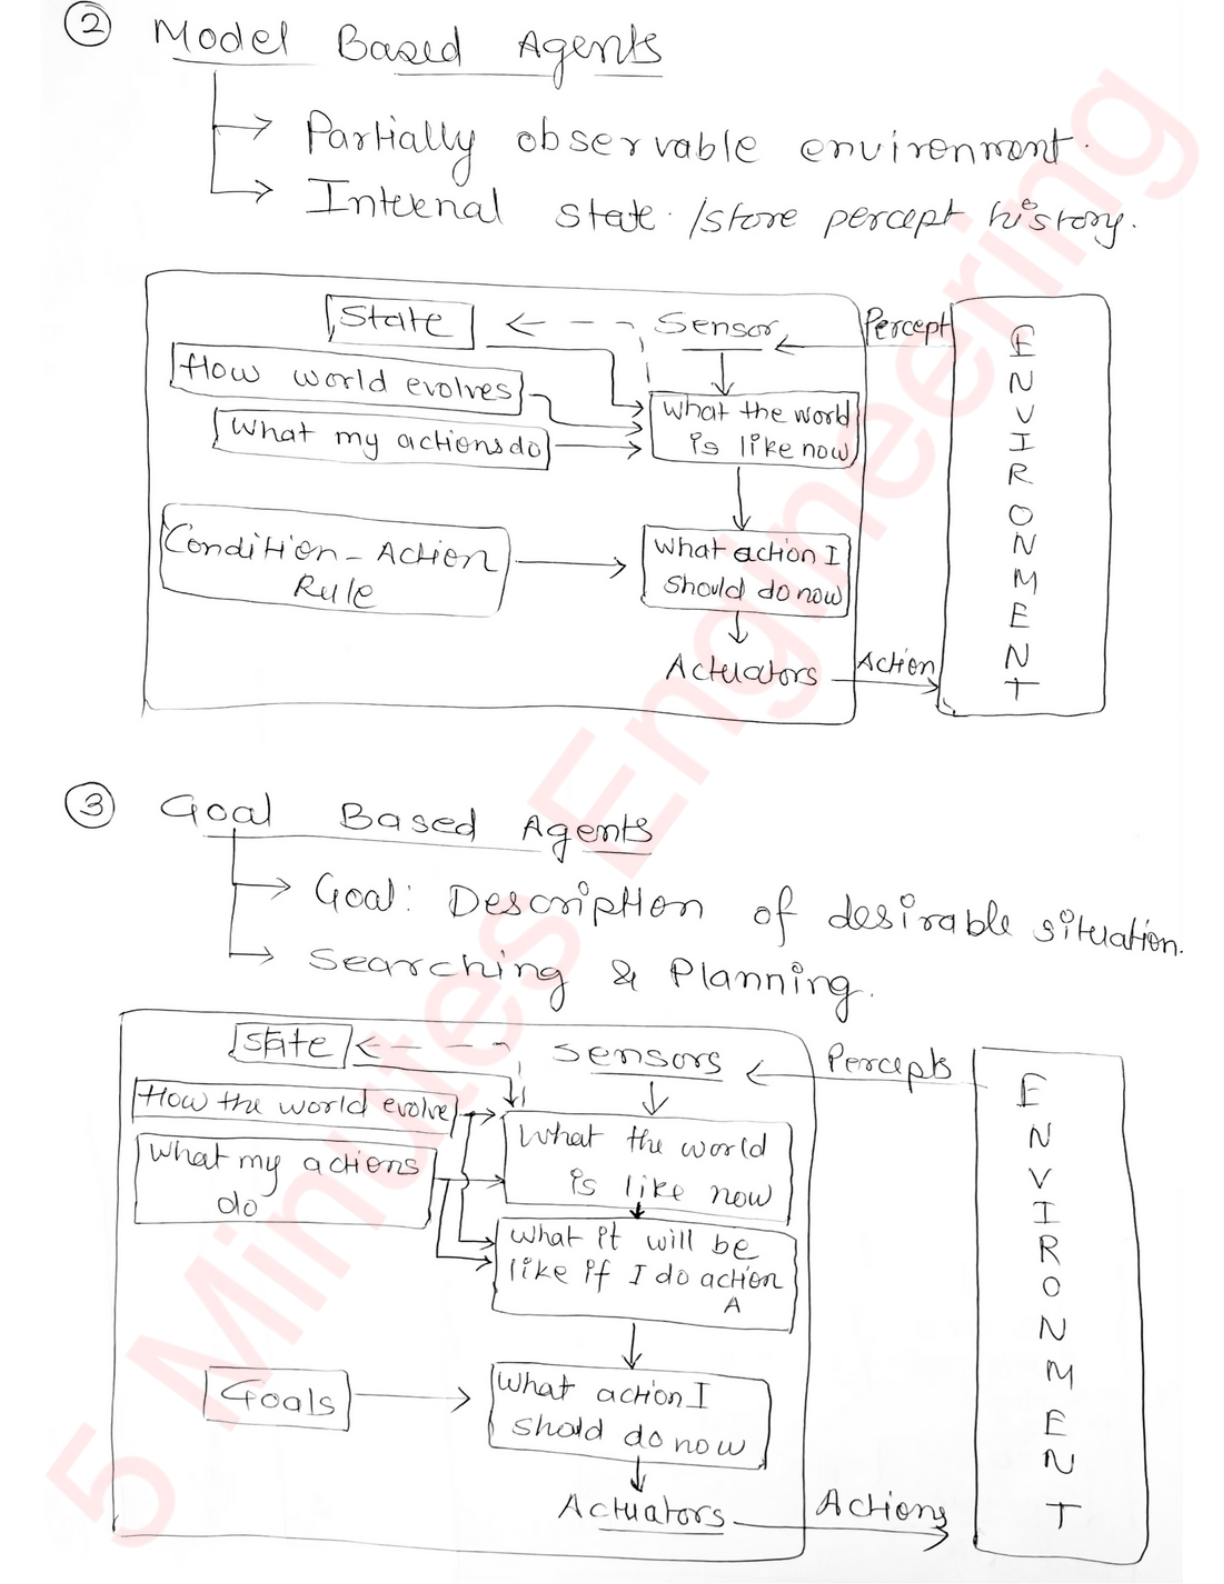 ② Model Based Agents
→ Partially observable environment.
→ Internal state /store percept history.
State
Sensor
Percept
How world evolves
What my actions do
What the world
is like now
Condition-Action
Rule
What action I
should do now
Actuators
Action
ENVIRONMENT
③ Goal Based Agents
→ Goal: Description of desirable situation.
→ Searching & Planning.
State
Sensors
Percepts
How the world evolve
What my actions
do
What the world
is like now
What it will be
like if I do action
A
Goals
What action I
shold do now
Actuators
Actions
ENVIRONMENT
5 Minutes Engineering